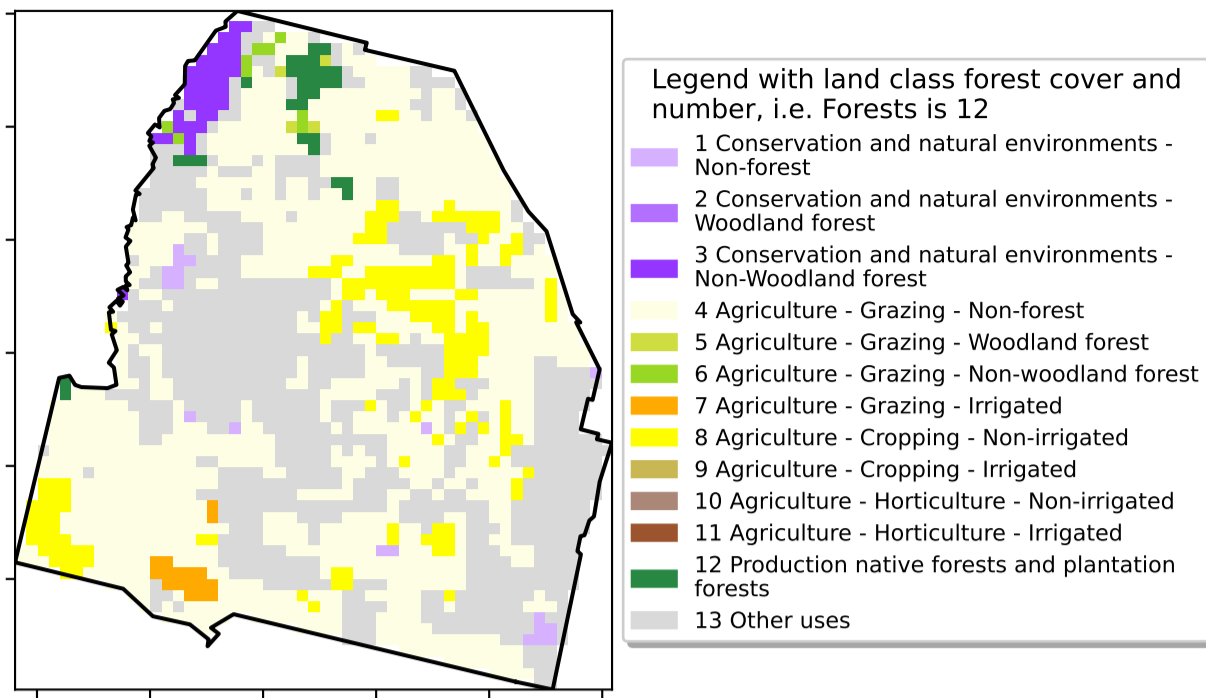 Legend with land class forest cover and
number, i.e. Forests is 12
1 Conservation and natural environments -
Non-forest
2 Conservation and natural environments -
Woodland forest
3 Conservation and natural environments -
Non-Woodland forest
4 Agriculture - Grazing - Non-forest
5 Agriculture - Grazing - Woodland forest
6 Agriculture - Grazing - Non-woodland forest
7 Agriculture - Grazing - Irrigated
8 Agriculture - Cropping - Non-irrigated
9 Agriculture - Cropping - Irrigated
10 Agriculture - Horticulture - Non-irrigated
11 Agriculture - Horticulture - Irrigated
12 Production native forests and plantation
forests
13 Other uses